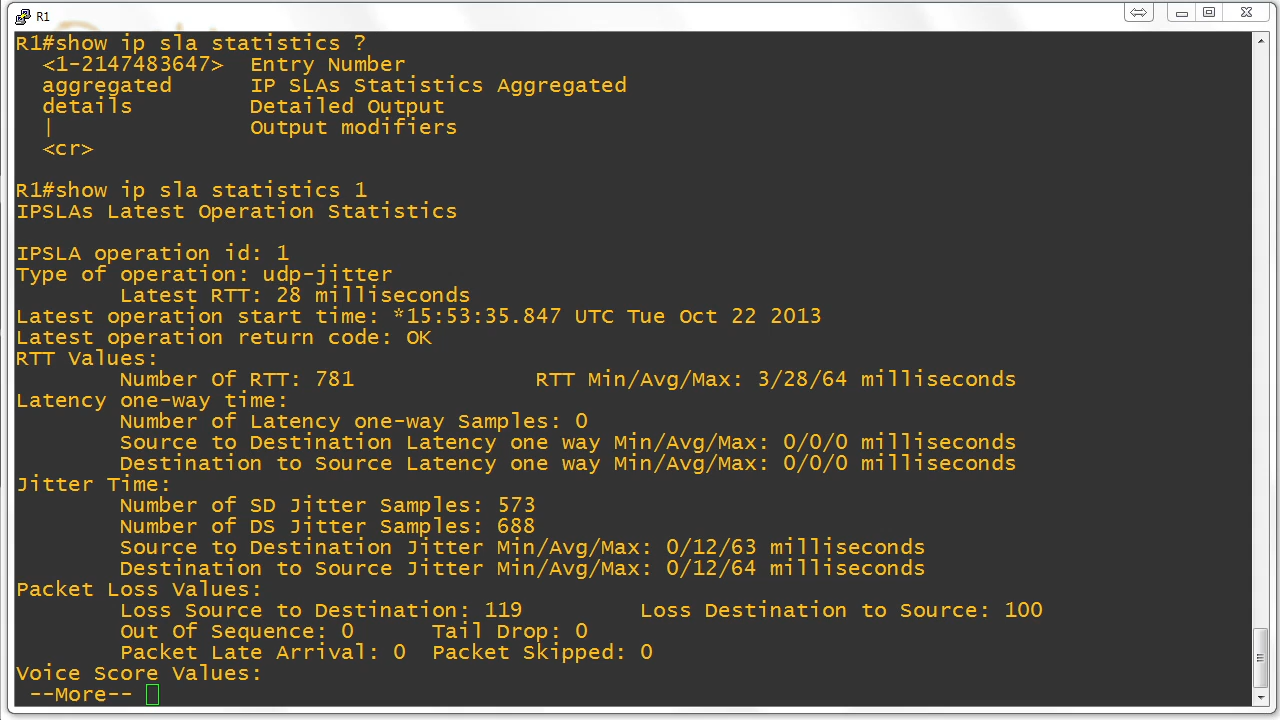 R1
R1#show ip sla statistics ?
<1-2147483647> Entry Number
aggregated IP SLAs Statistics Aggregated
details Detailed Output
| Output modifiers
<cr>
R1#show ip sla statistics 1
IPSLAs Latest Operation Statistics
IPSLA operation id: 1
Type of operation: udp-jitter
Latest RTT: 28 milliseconds
Latest operation start time: *15:53:35.847 UTC Tue Oct 22 2013
Latest operation return code: OK
RTT Values:
Number Of RTT: 781 RTT Min/Avg/Max: 3/28/64 milliseconds
Latency one-way time:
Number of Latency one-way Samples: 0
Source to Destination Latency one way Min/Avg/Max: 0/0/0 milliseconds
Destination to Source Latency one way Min/Avg/Max: 0/0/0 milliseconds
Jitter Time:
Number of SD Jitter Samples: 573
Number of DS Jitter Samples: 688
Source to Destination Jitter Min/Avg/Max: 0/12/63 milliseconds
Destination to Source Jitter Min/Avg/Max: 0/12/64 milliseconds
Packet Loss Values:
Loss Source to Destination: 119 Loss Destination to Source: 100
Out Of Sequence: 0 Tail Drop: 0
Packet Late Arrival: 0 Packet Skipped: 0
Voice Score Values:
--More--